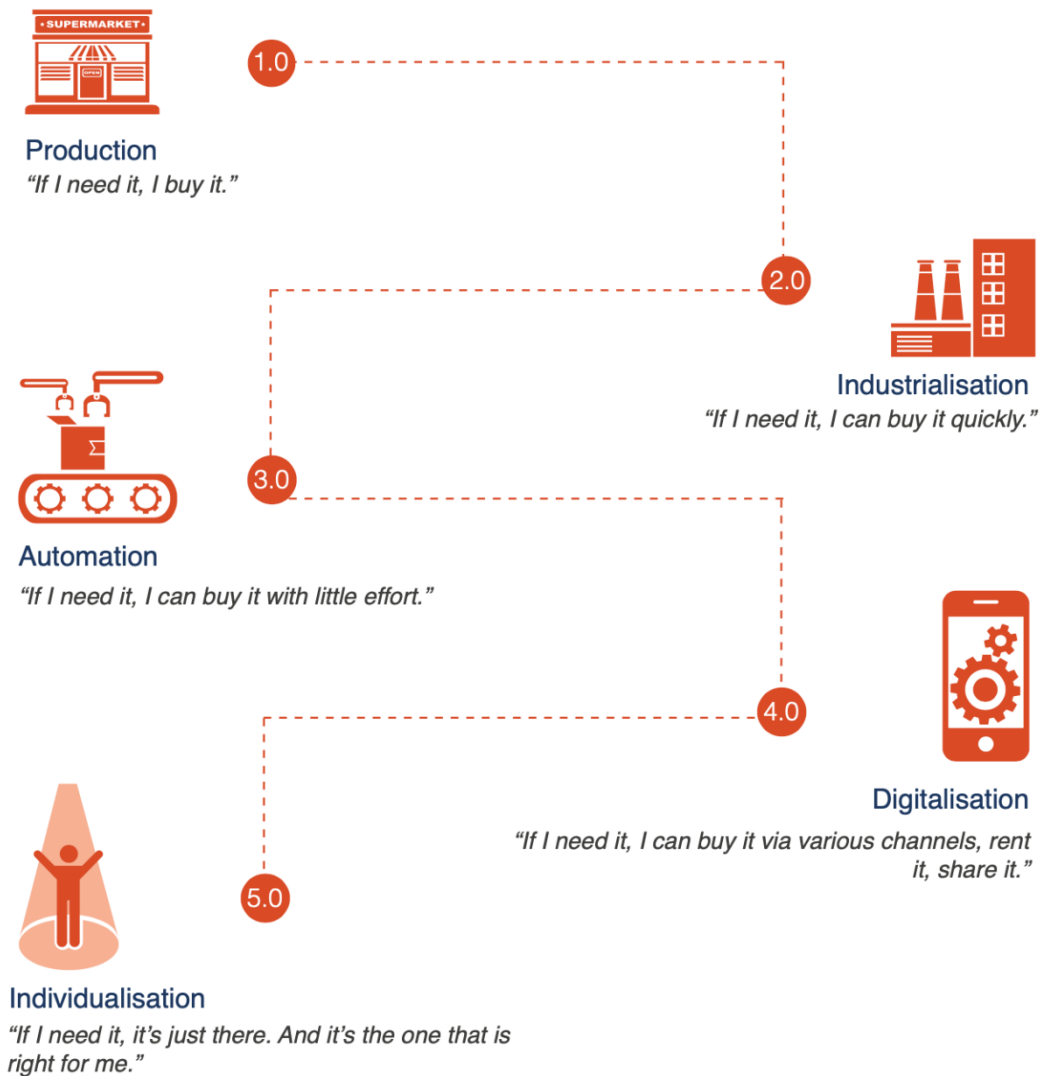 •SUPERMARKET•
OPEN
1.0
Production
“If I need it, I buy it.”
2.0
Industrialisation
“If I need it, I can buy it quickly.”
3.0
Automation
“If I need it, I can buy it with little effort.”
4.0
Digitalisation
“If I need it, I can buy it via various channels, rent
it, share it.”
5.0
Individualisation
“If I need it, it’s just there. And it’s the one that is
right for me.”